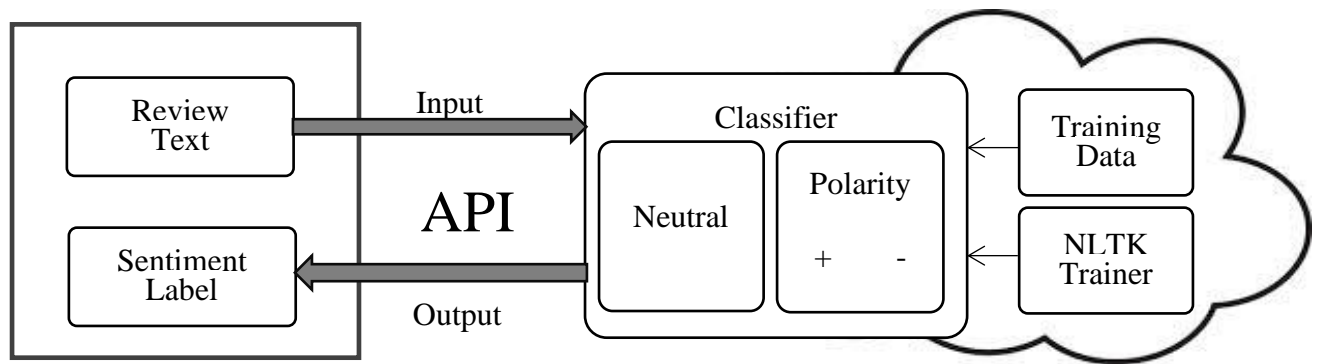 Review
Text
Input
Classifier
Training
Data
API
Neutral
Polarity
+ -
Sentiment
Label
Output
NLTK
Trainer